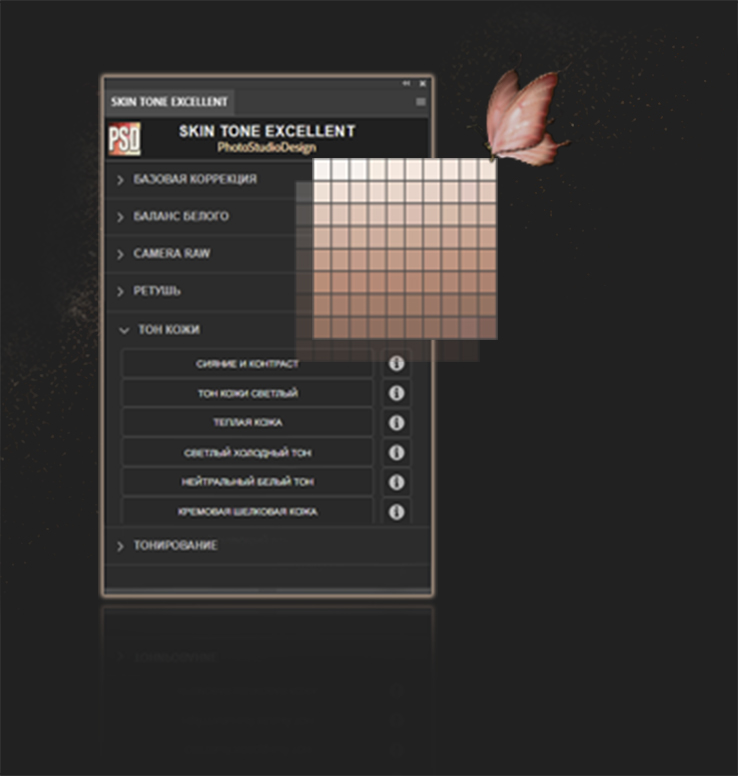 SKIN TONE EXCELLENT
PSD
SKIN TONE EXCELLENT
PhotoStudioDesign
БАЗОВАЯ КОРРЕКЦИЯ
БАЛАНС БЕЛОГО
CAMERA RAW
РЕТУШЬ
ТОН КОЖИ
СИЯНИЕ И КОНТРАСТ
ТОН КОЖИ СВЕТЛЫЙ
ТЕПЛАЯ КОЖА
СВЕТЛЫЙ ХОЛОДНЫЙ ТОН
НЕЙТРАЛЬНЫЙ БЕЛЫЙ ТОН
КРЕМОВАЯ ШЕЛКОВАЯ КОЖА
ТОНИРОВАНИЕ